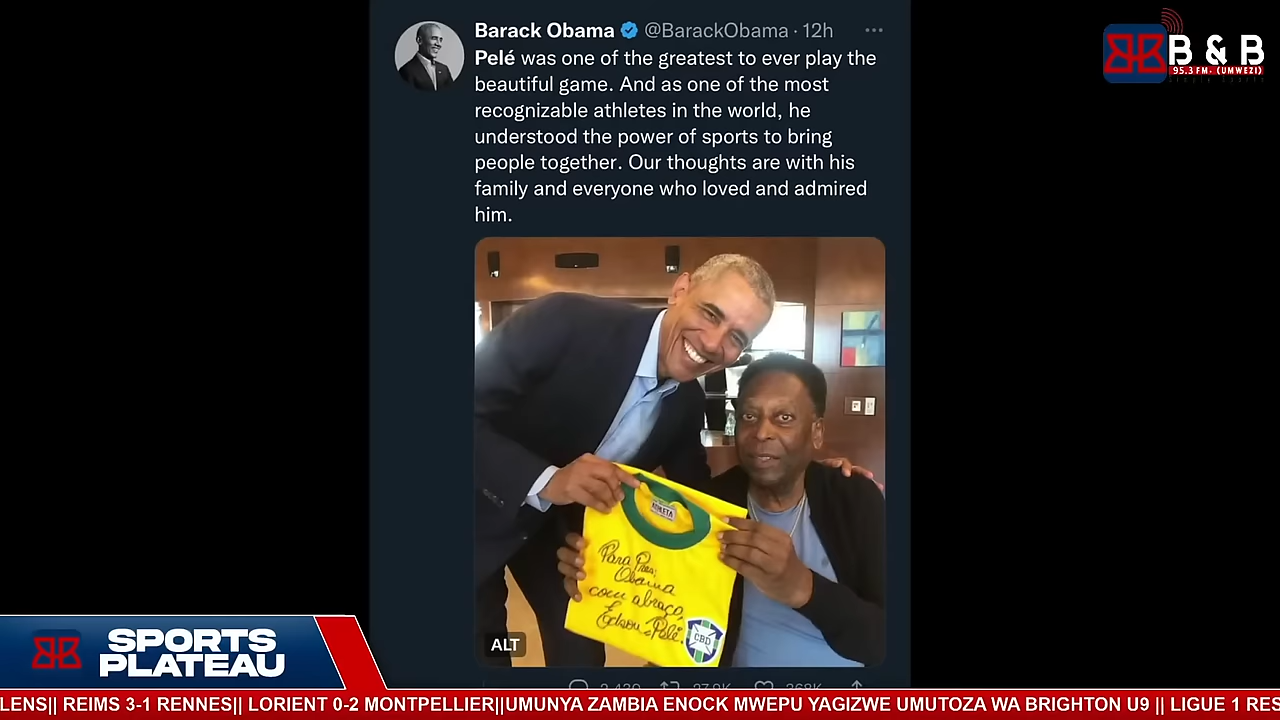 Barack Obama @BarackObama · 12h
Pelé was one of the greatest to ever play the
beautiful game. And as one of the most
recognizable athletes in the world, he
understood the power of sports to bring
people together. Our thoughts are with his
family and everyone who loved and admired
him.
B & B
95.3 FM. (UMWEZI)
ATHLETA
Para Pres:
Obama
com abraço,
Edson=Pelé.
CBD
ALT
SPORTS
PLATEAU
LENS|| REIMS 3-1 RENNES|| LORIENT 0-2 MONTPELLIER||UMUNYA ZAMBIA ENOCK MWEPU YAGIZWE UMUTOZA WA BRIGHTON U9 || LIGUE 1 RES